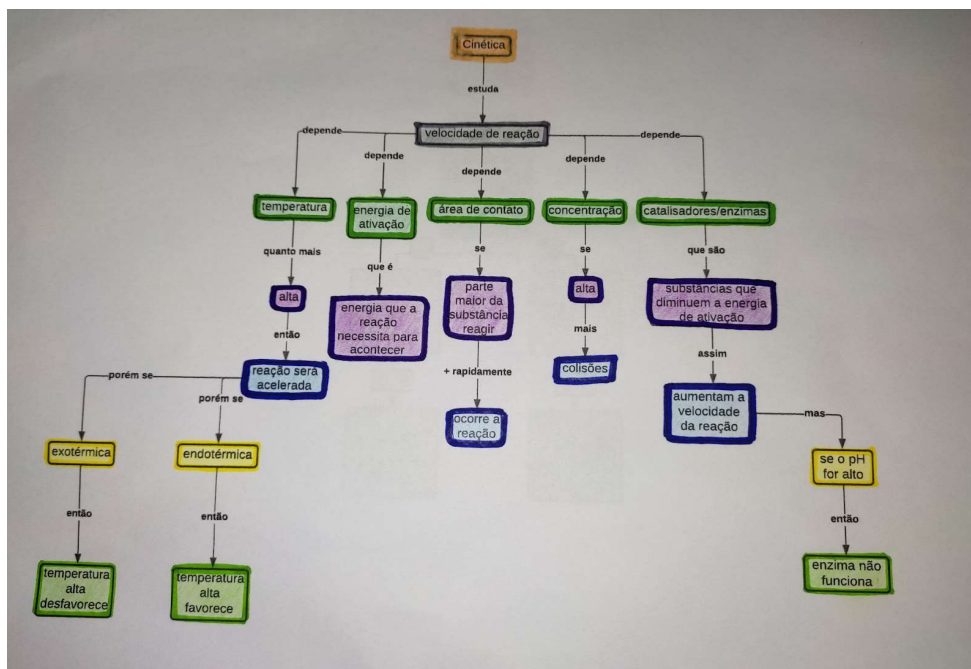 Cinética
estuda
velocidade de reação
depende
depende
depende
depende
depende
temperatura
energia de
ativação
área de contato
concentração
catalisadores/enzimas
quanto mais
que é
se
se
que são
alta
energia que a
reação
necessita para
acontecer
parte
maior da
substância
reagir
alta
substâncias que
diminuem a energia
de ativação
então
mais
assim
reação será
acelerada
+ rapidamente
colisões
aumentam a
velocidade
da reação
porém se
porém se
ocorre a
reação
mas
exotérmica
endotérmica
se o pH
for alto
então
então
então
temperatura
alta
desfavorece
temperatura
alta
favorece
enzima não
funciona